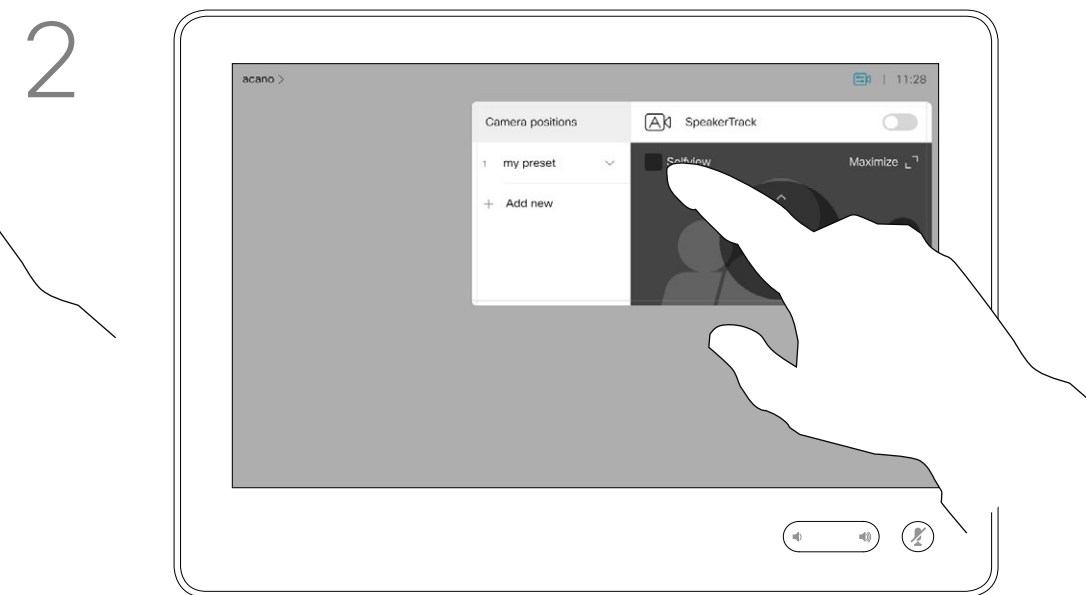 2
acano >
11:28
Camera positions
SpeakerTrack
1 my preset
Selfview
Maximize
+ Add new